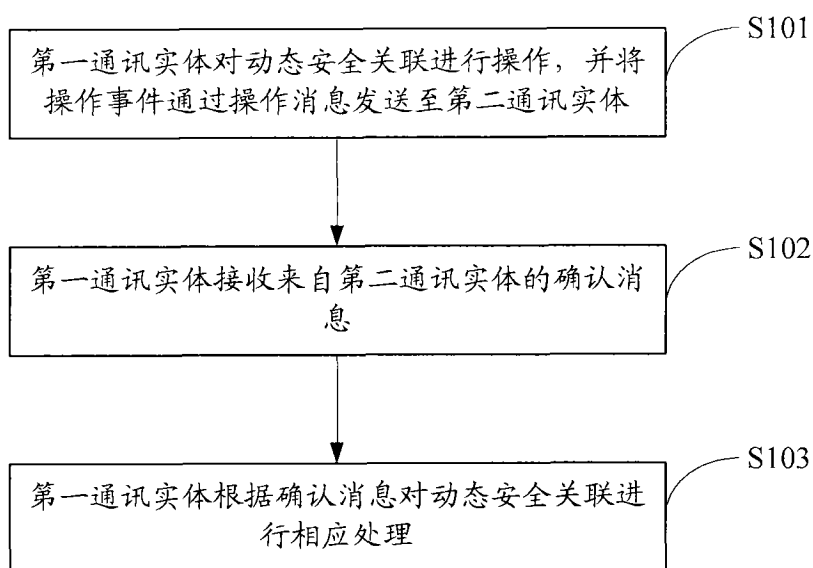 S101
第一通讯实体对动态安全关联进行操作，并将
操作事件通过操作消息发送至第二通讯实体
S102
第一通讯实体接收来自第二通讯实体的确认消
息
S103
第一通讯实体根据确认消息对动态安全关联进
行相应处理